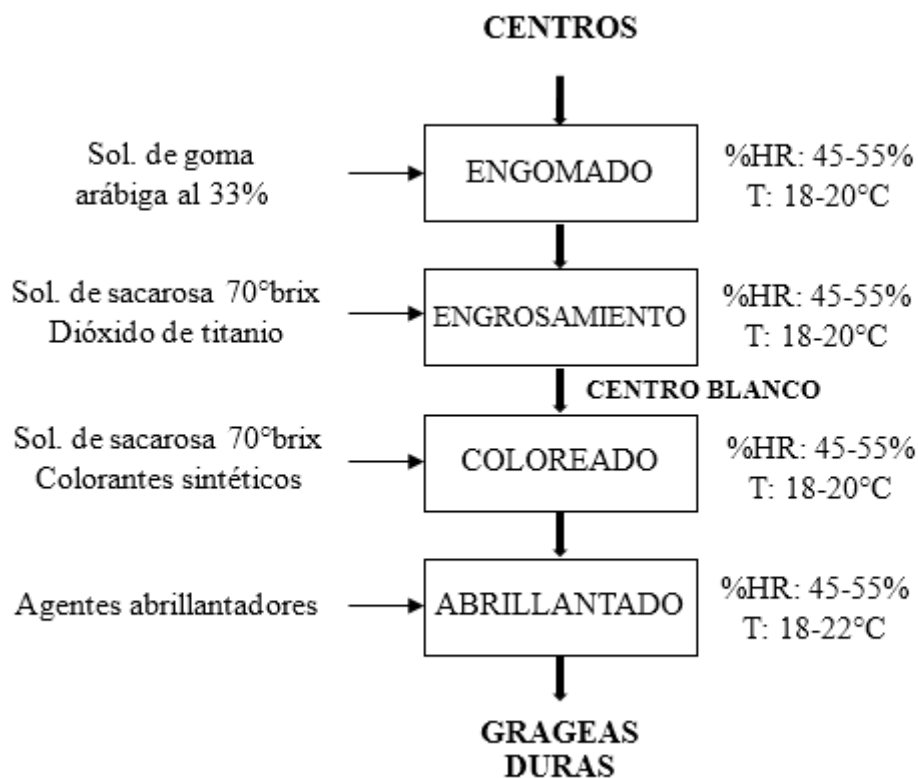 CENTROS
Sol. de goma
arábiga al 33%
ENGOMADO
%HR: 45-55%
T: 18-20°C
Sol. de sacarosa 70°brix
Dióxido de titanio
ENGROSAMIENTO
%HR: 45-55%
T: 18-20°C
CENTRO BLANCO
Sol. de sacarosa 70°brix
Colorantes sintéticos
COLOREADO
%HR: 45-55%
T: 18-20°C
Agentes abrillantadores
ABRILLANTADO
%HR: 45-55%
T: 18-22°C
GRAGEAS
DURAS